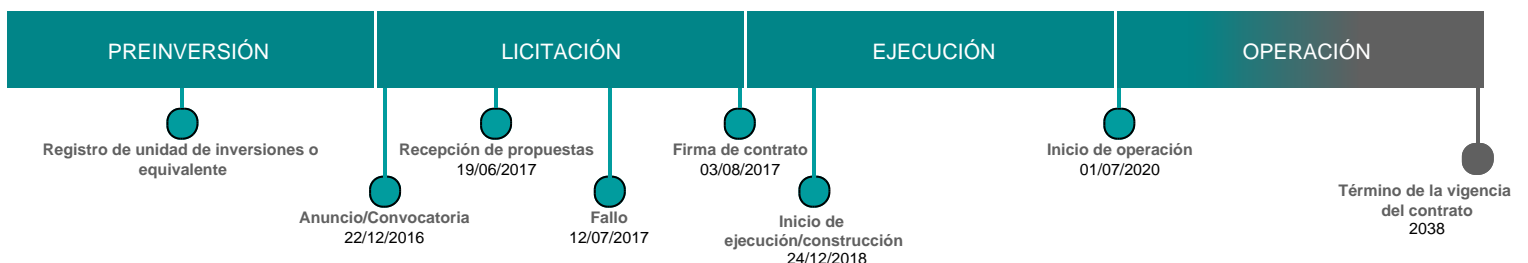 PREINVERSIÓN
LICITACIÓN
EJECUCIÓN
OPERACIÓN
Registro de unidad de inversiones o
equivalente
Anuncio/Convocatoria
22/12/2016
Recepción de propuestas
19/06/2017
Fallo
12/07/2017
Firma de contrato
03/08/2017
Inicio de
ejecución/construcción
24/12/2018
Inicio de operación
01/07/2020
Término de la vigencia
del contrato
2038